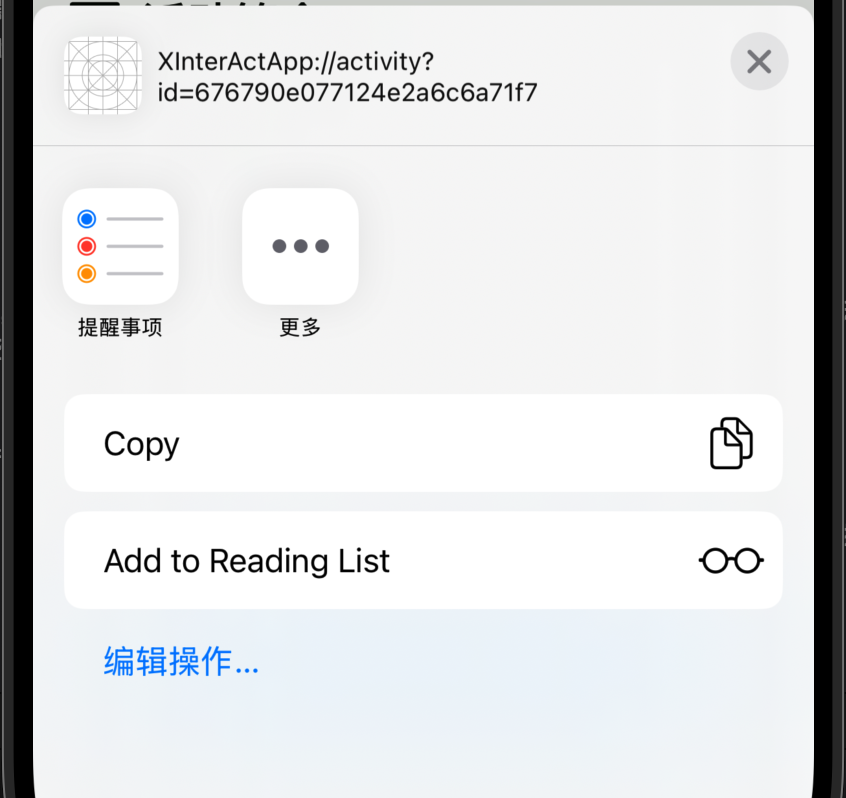 XInterActApp://activity?
id=676790e077124e2a6c6a71f7
提醒事项
更多
Copy
Add to Reading List
编辑操作...